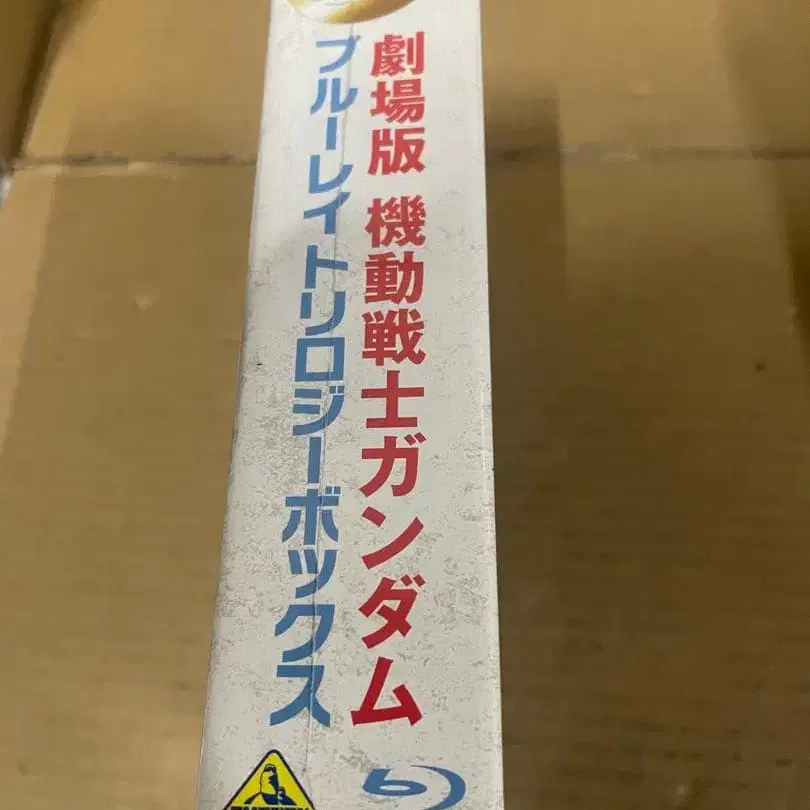 劇場版 機動戦士ガンダム
ブルーレイトリロジーボックス